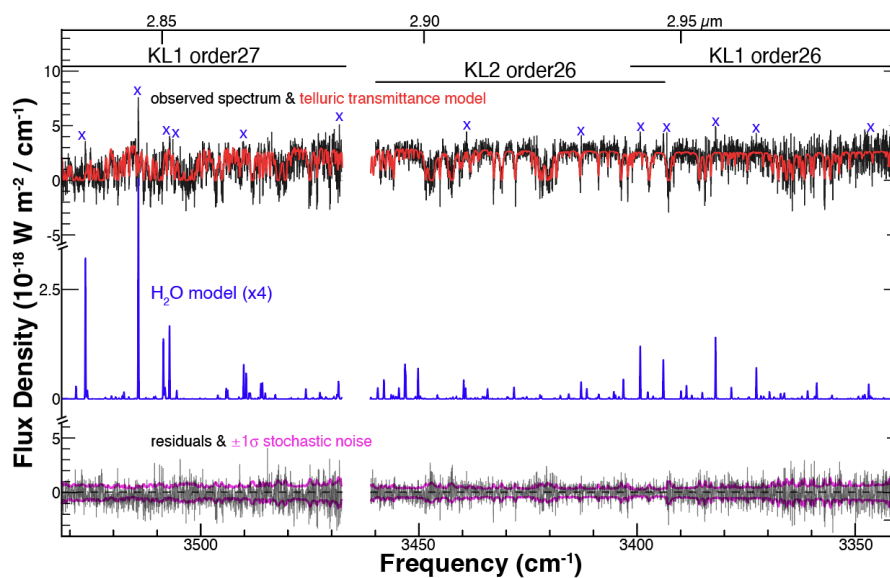 2.85 2.90 2.95 μm
KL1 order27 KL2 order26 KL1 order26
10
observed spectrum & telluric transmittance model
x x x x x x x x x x x x x
5
0
-5
2.5
H₂O model (x4)
0
residuals & ±1σ stochastic noise
5
0
3500 3450 3400 3350
Frequency (cm⁻¹)
Flux Density (10⁻¹⁸ W m⁻² / cm⁻¹)